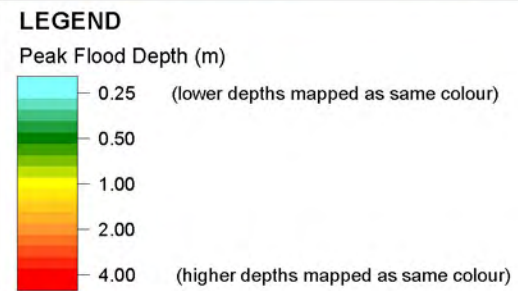 LEGEND
Peak Flood Depth (m)
0.25 (lower depths mapped as same colour)
0.50
1.00
2.00
4.00 (higher depths mapped as same colour)